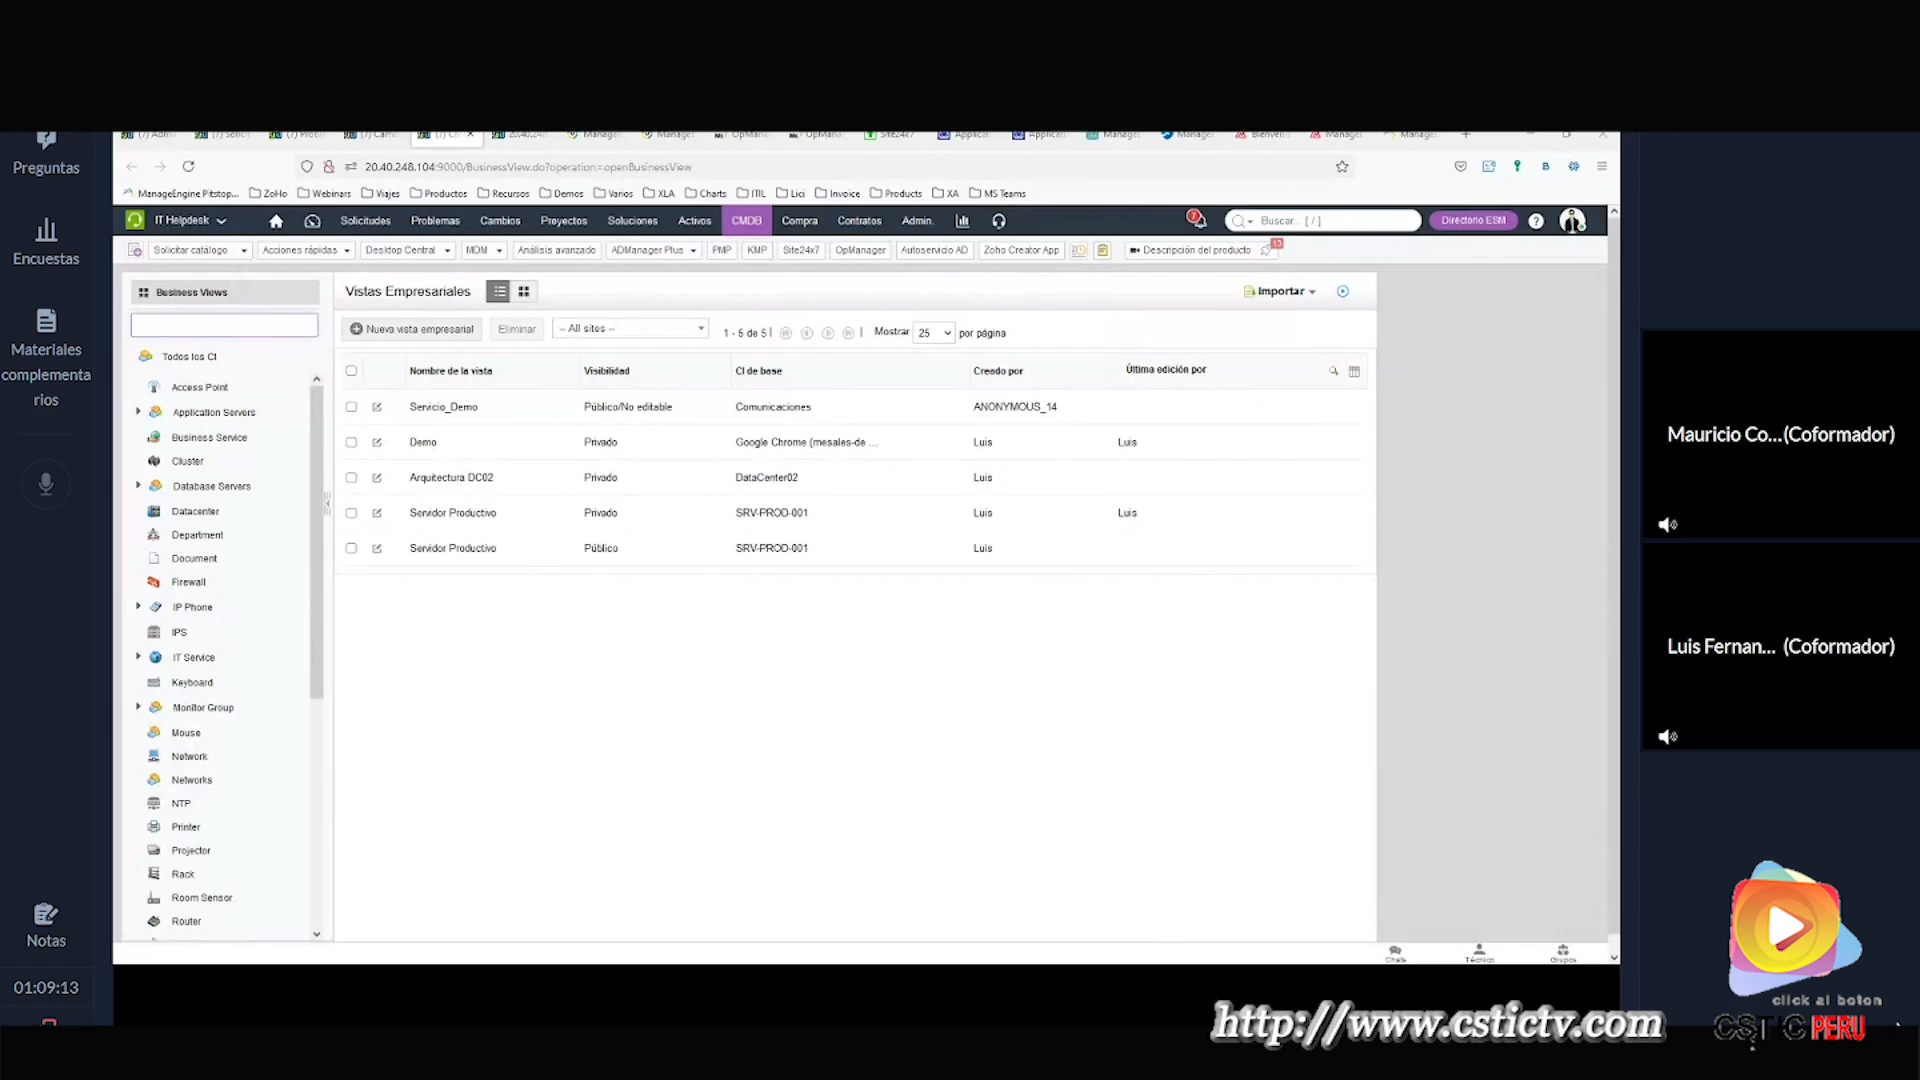 Preguntas
Encuestas
Materiales
complementa
rios
Notas
01:09:13
20.40.248.104:9000/BusinessView.do?operation=openBusinessView
ManageEngine Pitstop... ZoHo Webinars Viajes Productos Recursos Demos Varios XLA Charts ITIL Lici Invoice Products XA MS Teams
IT Helpdesk Solicitudes Problemas Cambios Proyectos Soluciones Activos CMDB Compra Contratos Admin. 7 Buscar... [ / ] Directorio ESM ?
Solicitar catálogo Acciones rápidas Desktop Central MDM Análisis avanzado ADManager Plus PMP KMP Site24x7 OpManager Autoservicio AD Zoho Creator App Descripción del producto 13
Business Views
Todos los CI
Access Point
Application Servers
Business Service
Cluster
Database Servers
Datacenter
Department
Document
Firewall
IP Phone
IPS
IT Service
Keyboard
Monitor Group
Mouse
Network
Networks
NTP
Printer
Projector
Rack
Room Sensor
Router
Vistas Empresariales
Importar
Nueva vista empresarial Eliminar -- All sites -- 1 - 5 de 5 Mostrar 25 por página
Nombre de la vista Visibilidad CI de base Creado por Última edición por
Servicio_Demo Público/No editable Comunicaciones ANONYMOUS_14
Demo Privado Google Chrome (mesales-de ... Luis Luis
Arquitectura DC02 Privado DataCenter02 Luis
Servidor Productivo Privado SRV-PROD-001 Luis Luis
Servidor Productivo Público SRV-PROD-001 Luis
Chats Técnico Grupos
Mauricio Co...(Coformador)
Luis Fernan... (Coformador)
click al boton
CSTIC PERU
http://www.cstictv.com